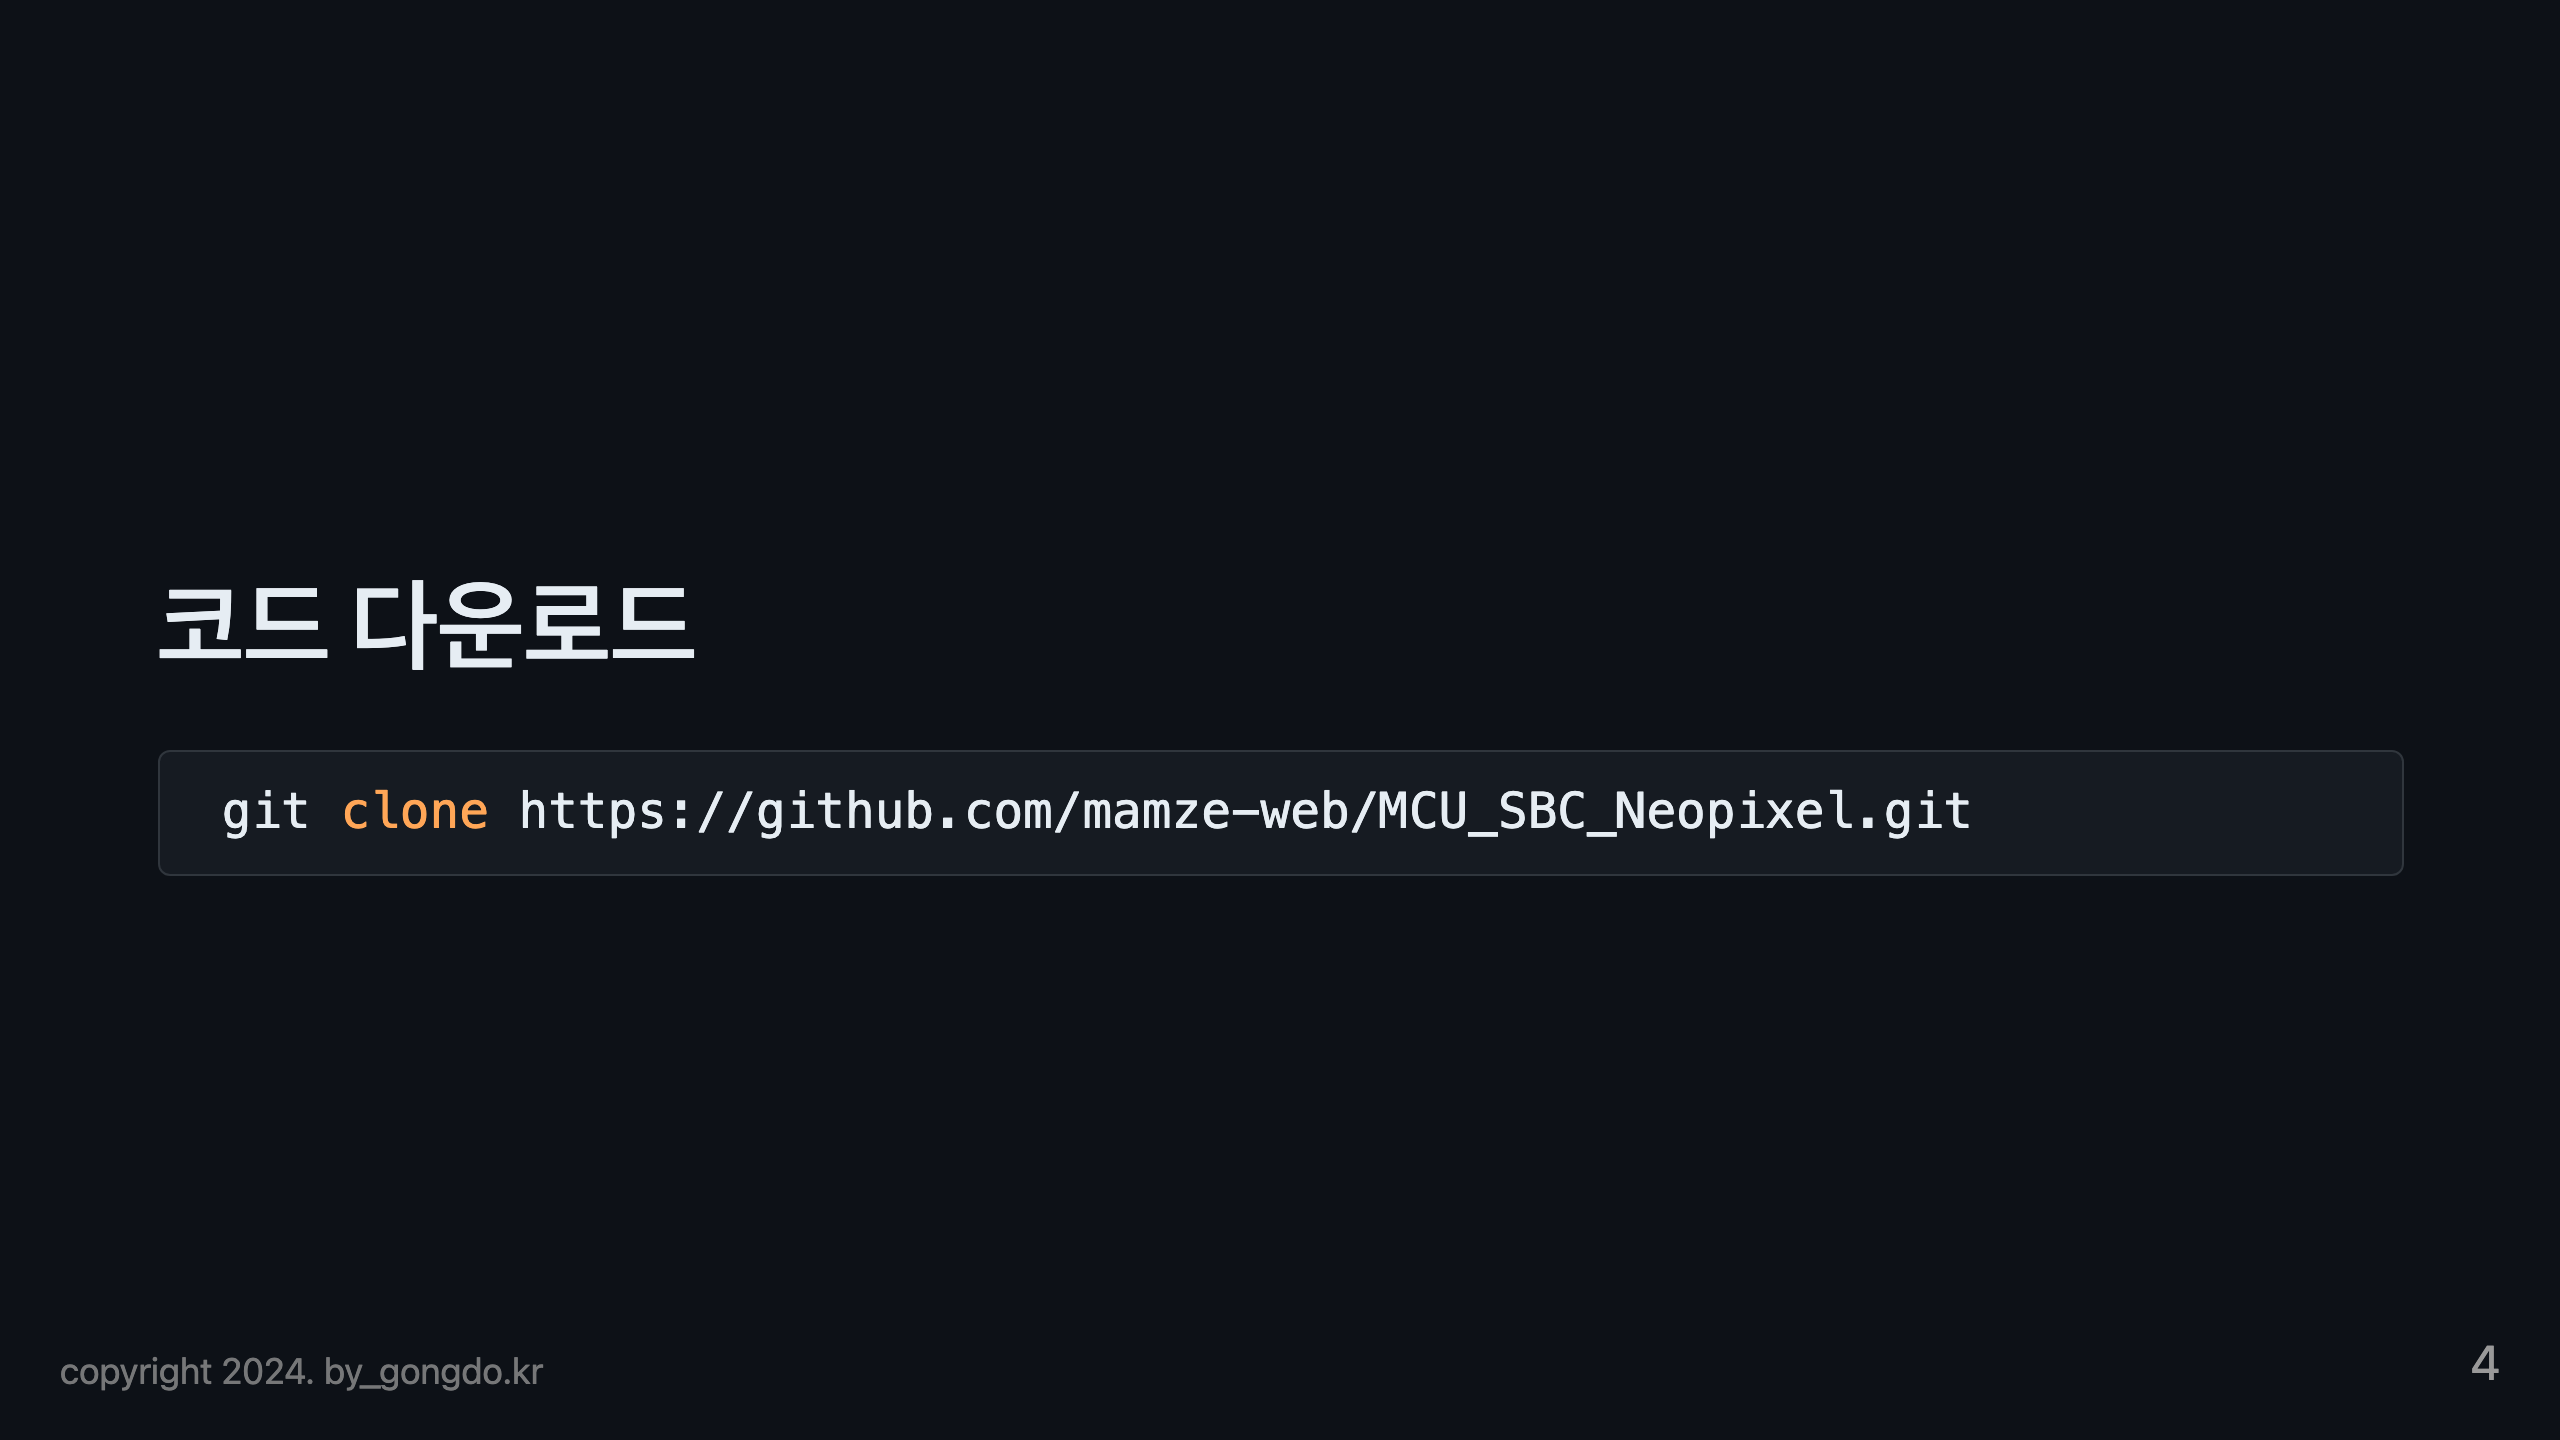 코드 다운로드
git clone https://github.com/mamze-web/MCU_SBC_Neopixel.git
copyright 2024. by_gongdo.kr
4